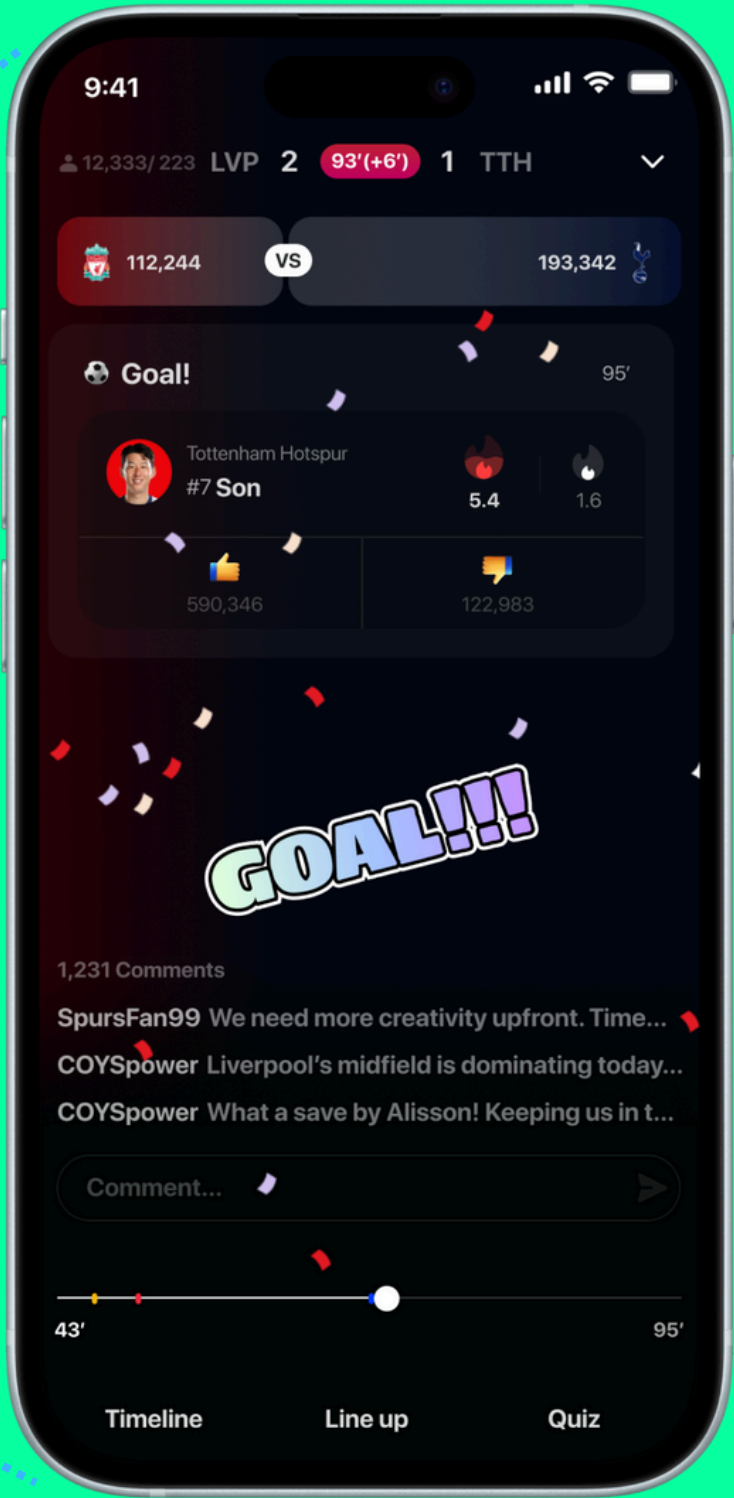 9:41
12,333/ 223 LVP 2 93′(+6′) 1 TTH
112,244 VS 193,342
Goal! 95′
Tottenham Hotspur
#7 Son
5.4 1.6
590,346 122,983
GOAL!!!
1,231 Comments
SpursFan99 We need more creativity upfront. Time...
COYSpower Liverpool’s midfield is dominating today...
COYSpower What a save by Alisson! Keeping us in t...
Comment...
43′ 95′
Timeline Line up Quiz